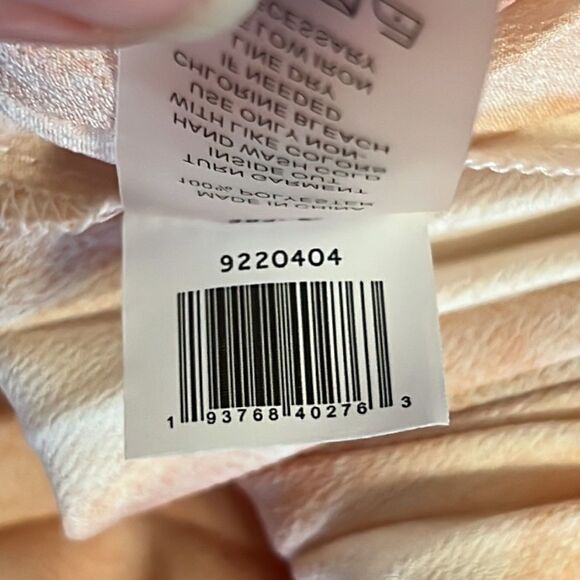 MADE IN CHINA
100% POLYESTER
TURN GARMENT
INSIDE OUT
HAND WASH COLD
WITH LIKE COLORS
USE ONLY NON-
CHLORINE BLEACH
IF NEEDED
LINE DRY
LOW IRON
9220404
1 93768 40276 3